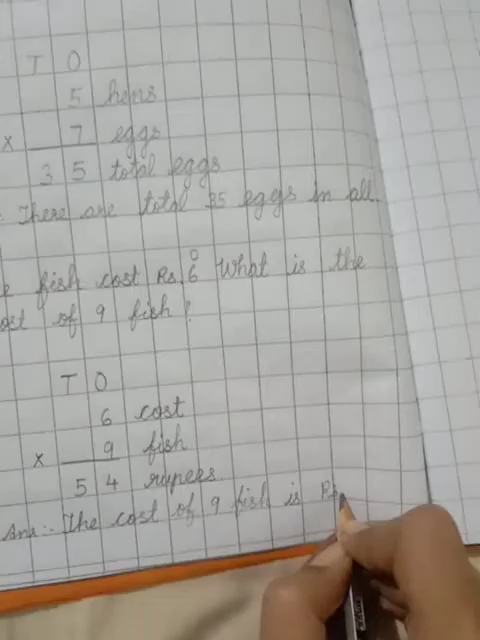 T O
5 hens
x 7 eggs
3 5 total eggs
There are total 35 eggs in all.
fish cost Rs. 6 What is the
cost of 9 fish?
T O
6 cost
x 9 fish
5 4 rupees
Ans:- The cost of 9 fish is